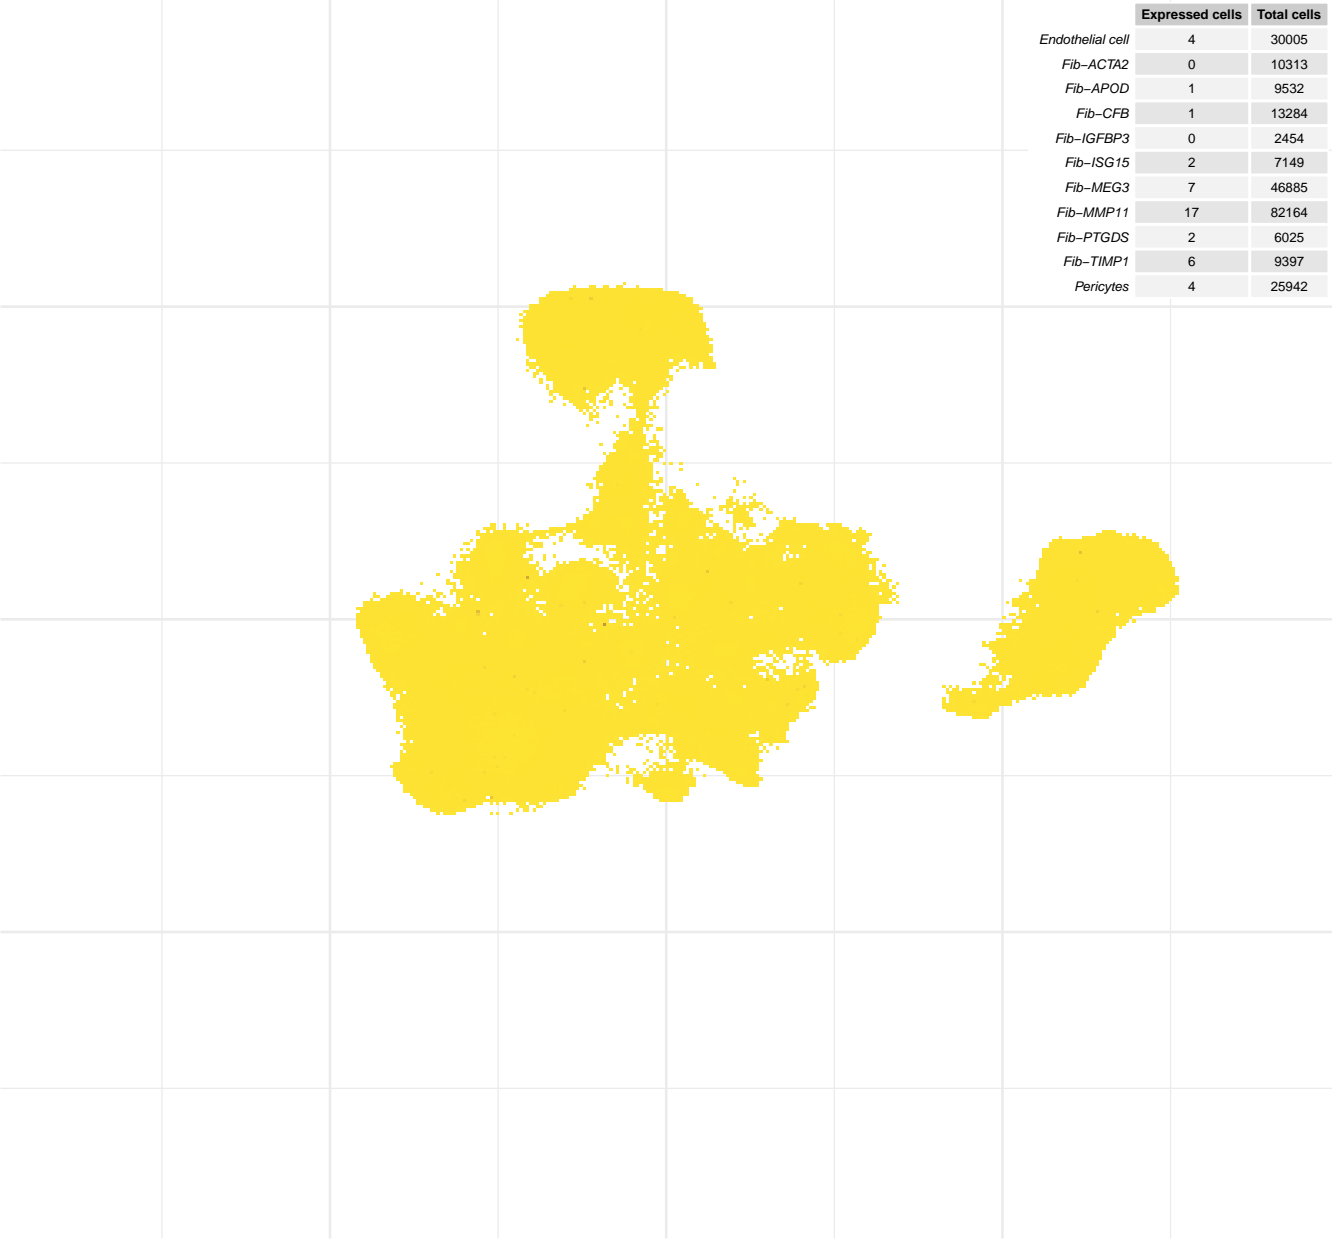 Expressed cells Total cells
Endothelial cell 4 30005
Fib−ACTA2 0 10313
Fib−APOD 1 9532
Fib−CFB 1 13284
Fib−IGFBP3 0 2454
Fib−ISG15 2 7149
Fib−MEG3 7 46885
Fib−MMP11 17 82164
Fib−PTGDS 2 6025
Fib−TIMP1 6 9397
Pericytes 4 25942